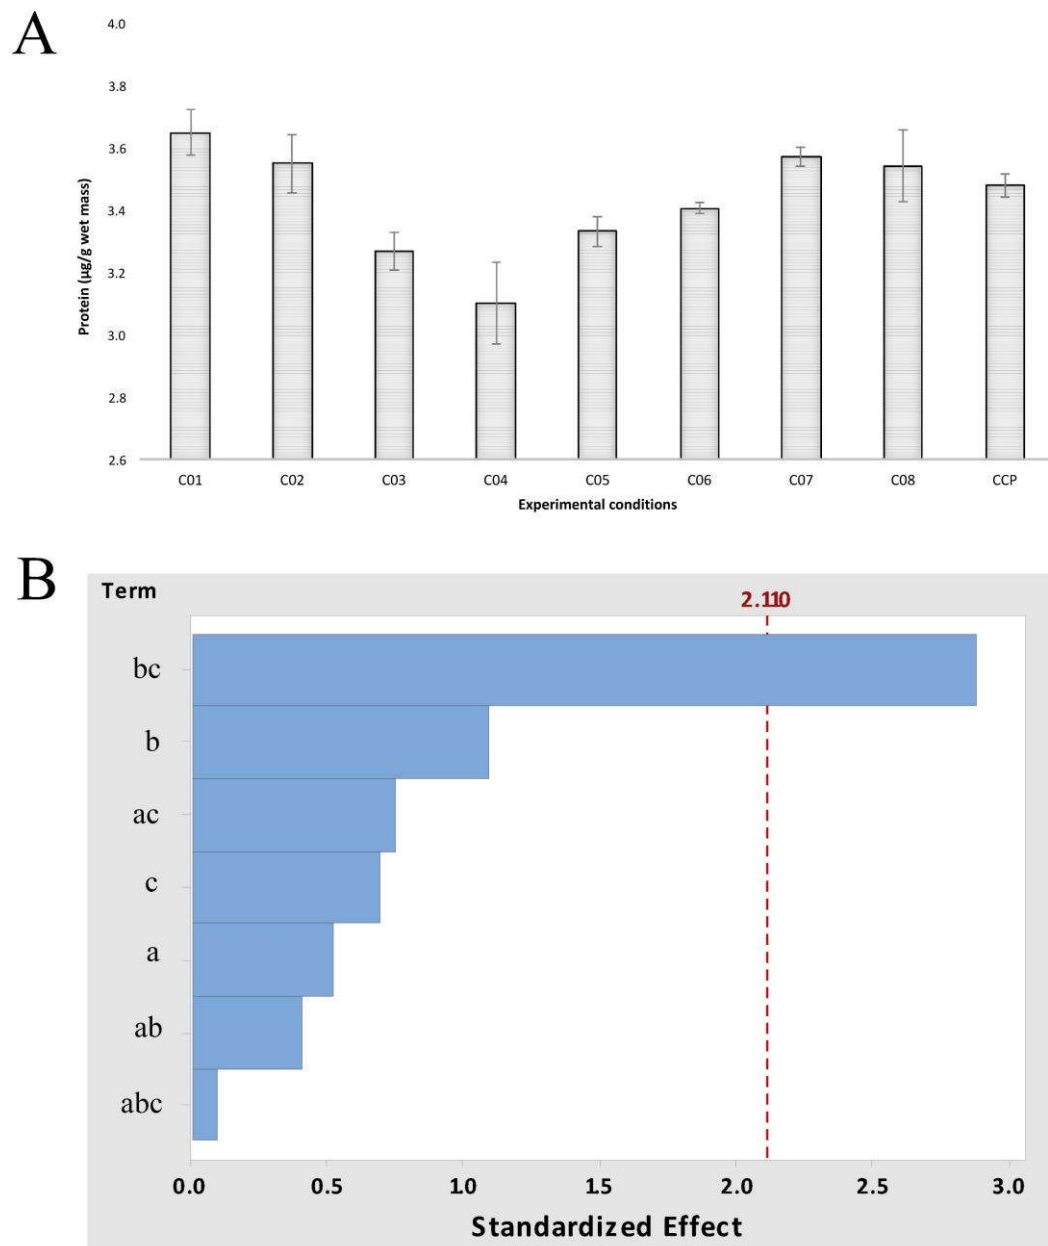 A
4.0
3.8
3.6
3.4
3.2
3.0
2.8
2.6
Protein (µg/g wet mass)
C01 C02 C03 C04 C05 C06 C07 C08 CCP
Experimental conditions
B
Term
2.110
bc
b
ac
c
a
ab
abc
0.0 0.5 1.0 1.5 2.0 2.5 3.0
Standardized Effect